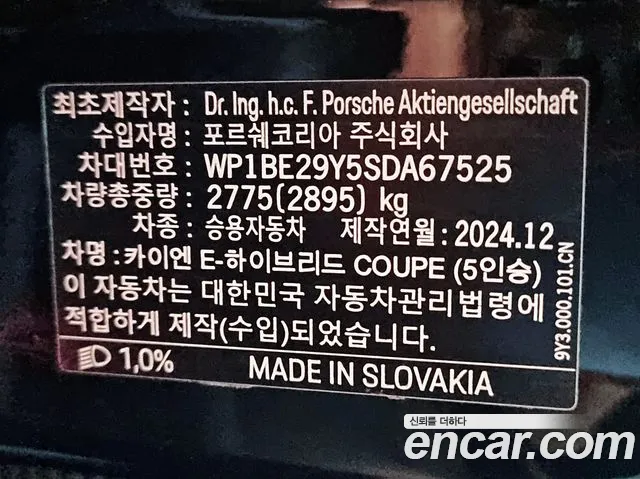 최초제작자 : Dr. Ing. h.c. F. Porsche Aktiengesellschaft
수입자명 : 포르쉐코리아 주식회사
차대번호 : WP1BE29Y5SDA67525
차량총중량 : 2775(2895) kg
차종 : 승용자동차 제작연월 : 2024.12
차명 : 카이엔 E-하이브리드 COUPE (5인승)
이 자동차는 대한민국 자동차관리법령에
적합하게 제작(수입)되었습니다.
1,0% MADE IN SLOVAKIA
9Y3.000.101.CN
신뢰를 더하다
encar.com